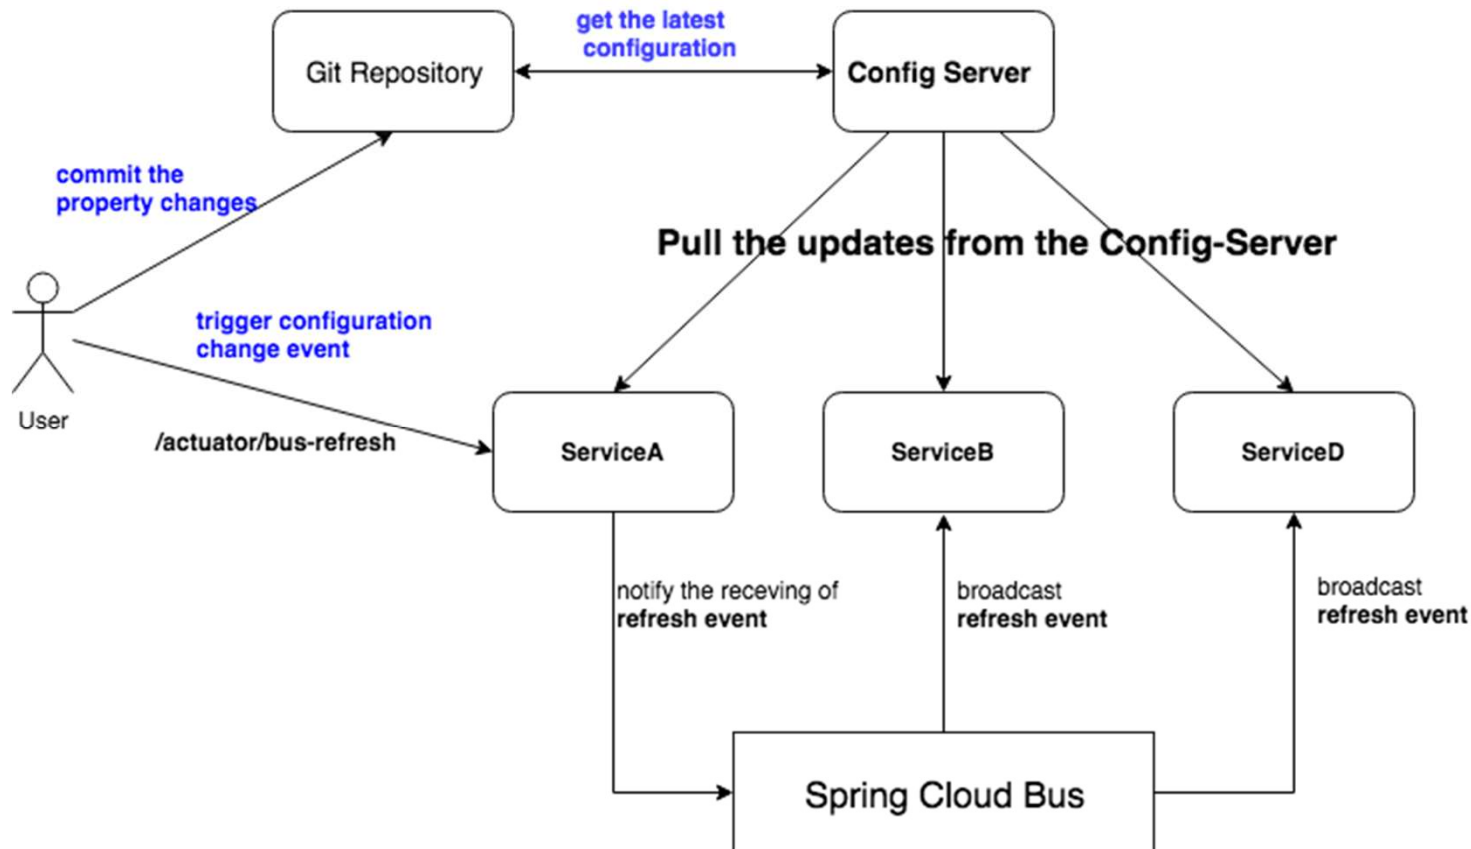 get the latest
configuration
Git Repository
Config Server
commit the
property changes
Pull the updates from the Config-Server
trigger configuration
change event
User
/actuator/bus-refresh
ServiceA
ServiceB
ServiceD
notify the receving of
refresh event
broadcast
refresh event
broadcast
refresh event
Spring Cloud Bus